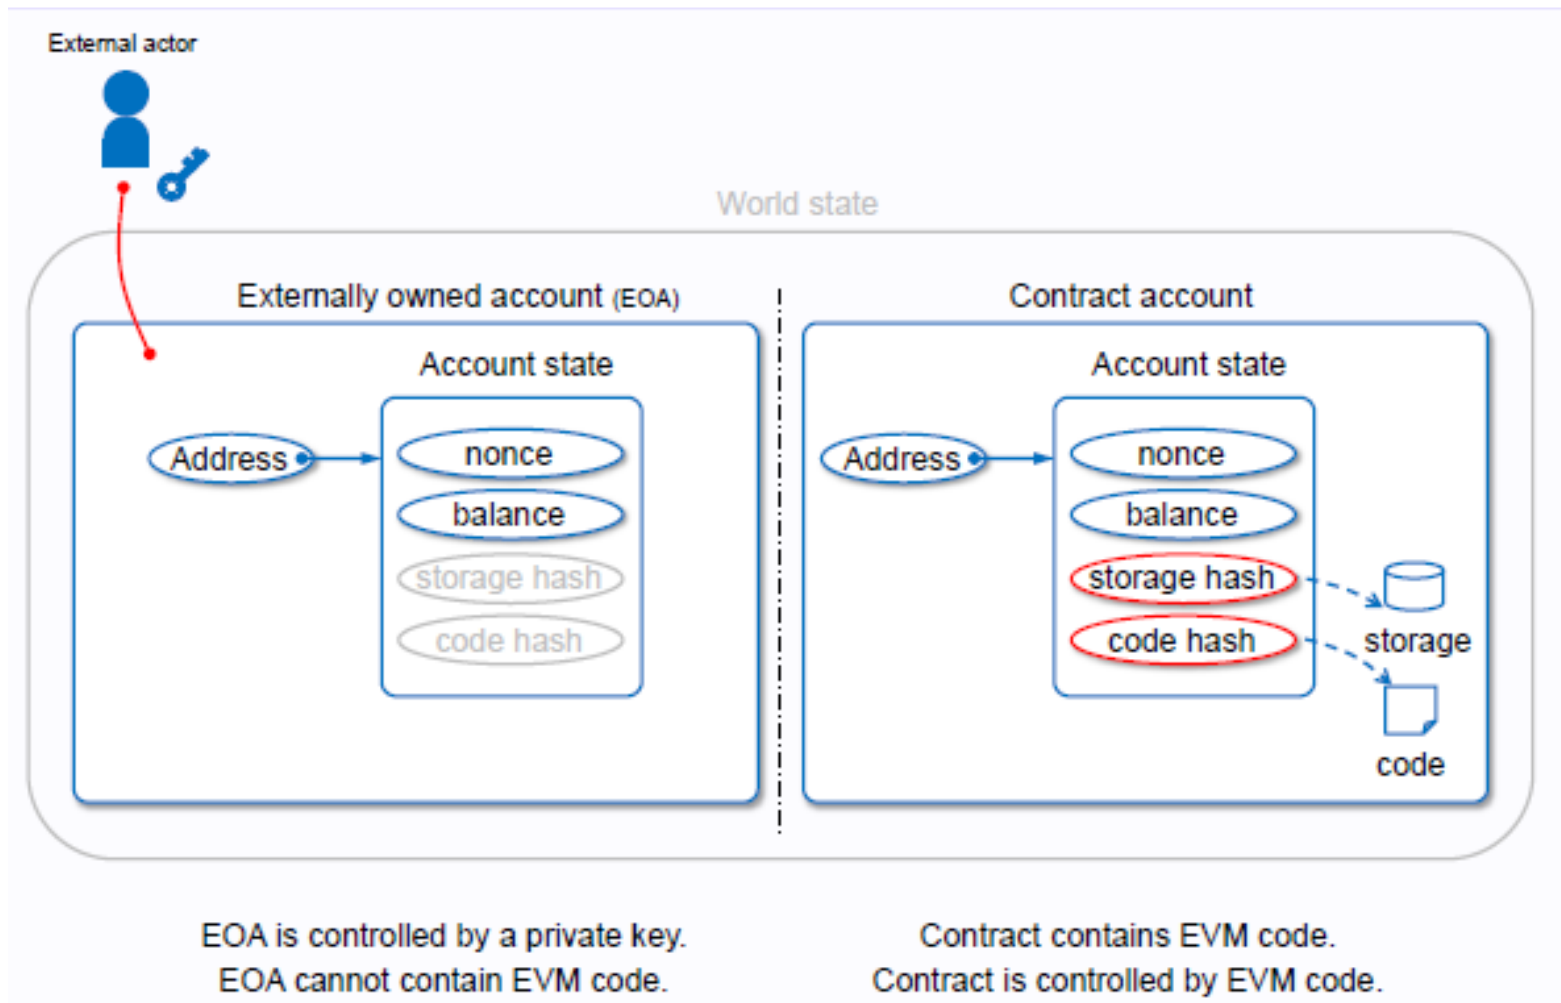 External actor
World state
Externally owned account (EOA)
Contract account
Account state
Account state
Address
nonce
balance
storage hash
code hash
Address
nonce
balance
storage hash
code hash
storage
code
EOA is controlled by a private key.
EOA cannot contain EVM code.
Contract contains EVM code.
Contract is controlled by EVM code.